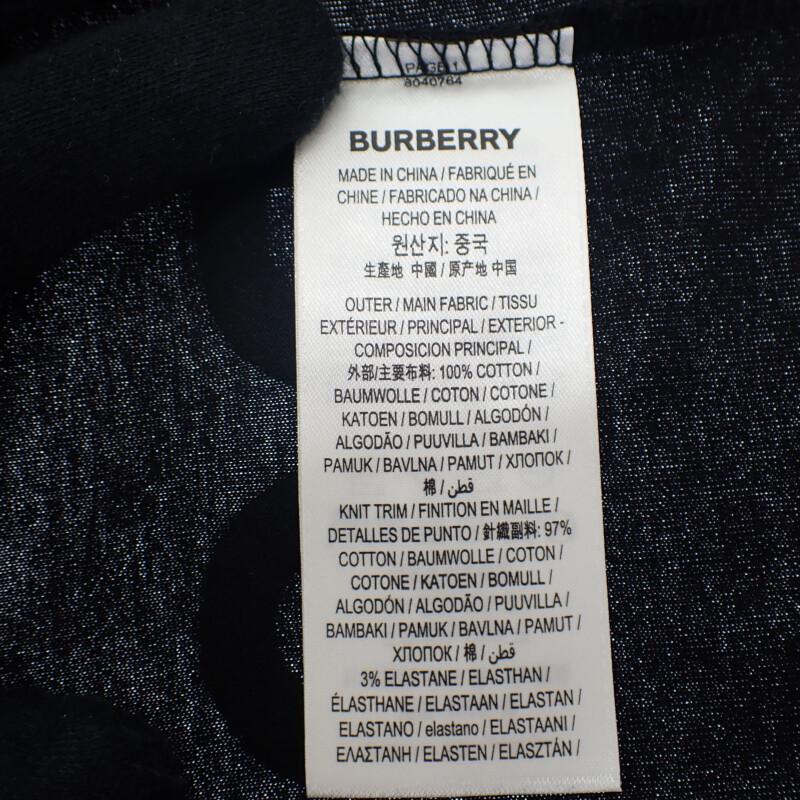 PAGE 1
8040764
BURBERRY
MADE IN CHINA / FABRIQUÉ EN
CHINE / FABRICADO NA CHINA /
HECHO EN CHINA
원산지: 중국
生產地 中國 / 原产地 中国
OUTER / MAIN FABRIC / TISSU
EXTÉRIEUR / PRINCIPAL / EXTERIOR -
COMPOSICION PRINCIPAL /
外部/主要布料: 100% COTTON /
BAUMWOLLE / COTON / COTONE /
KATOEN / BOMULL / ALGODÓN /
ALGODÃO / PUUVILLA / BAMBAKI /
PAMUK / BAVLNA / PAMUT / ХЛОПОК /
棉 / قطن /
KNIT TRIM / FINITION EN MAILLE /
DETALLES DE PUNTO / 針織副料: 97%
COTTON / BAUMWOLLE / COTON /
COTONE / KATOEN / BOMULL /
ALGODÓN / ALGODÃO / PUUVILLA /
BAMBAKI / PAMUK / BAVLNA / PAMUT /
ХЛОПОК / 棉 / قطن /
3% ELASTANE / ELASTHAN /
ÉLASTHANE / ELASTAAN / ELASTAN /
ELASTANO / elastano / ELASTAANI /
ΕΛΑΣΤΑΝΗ / ELASTEN / ELASZTÁN /